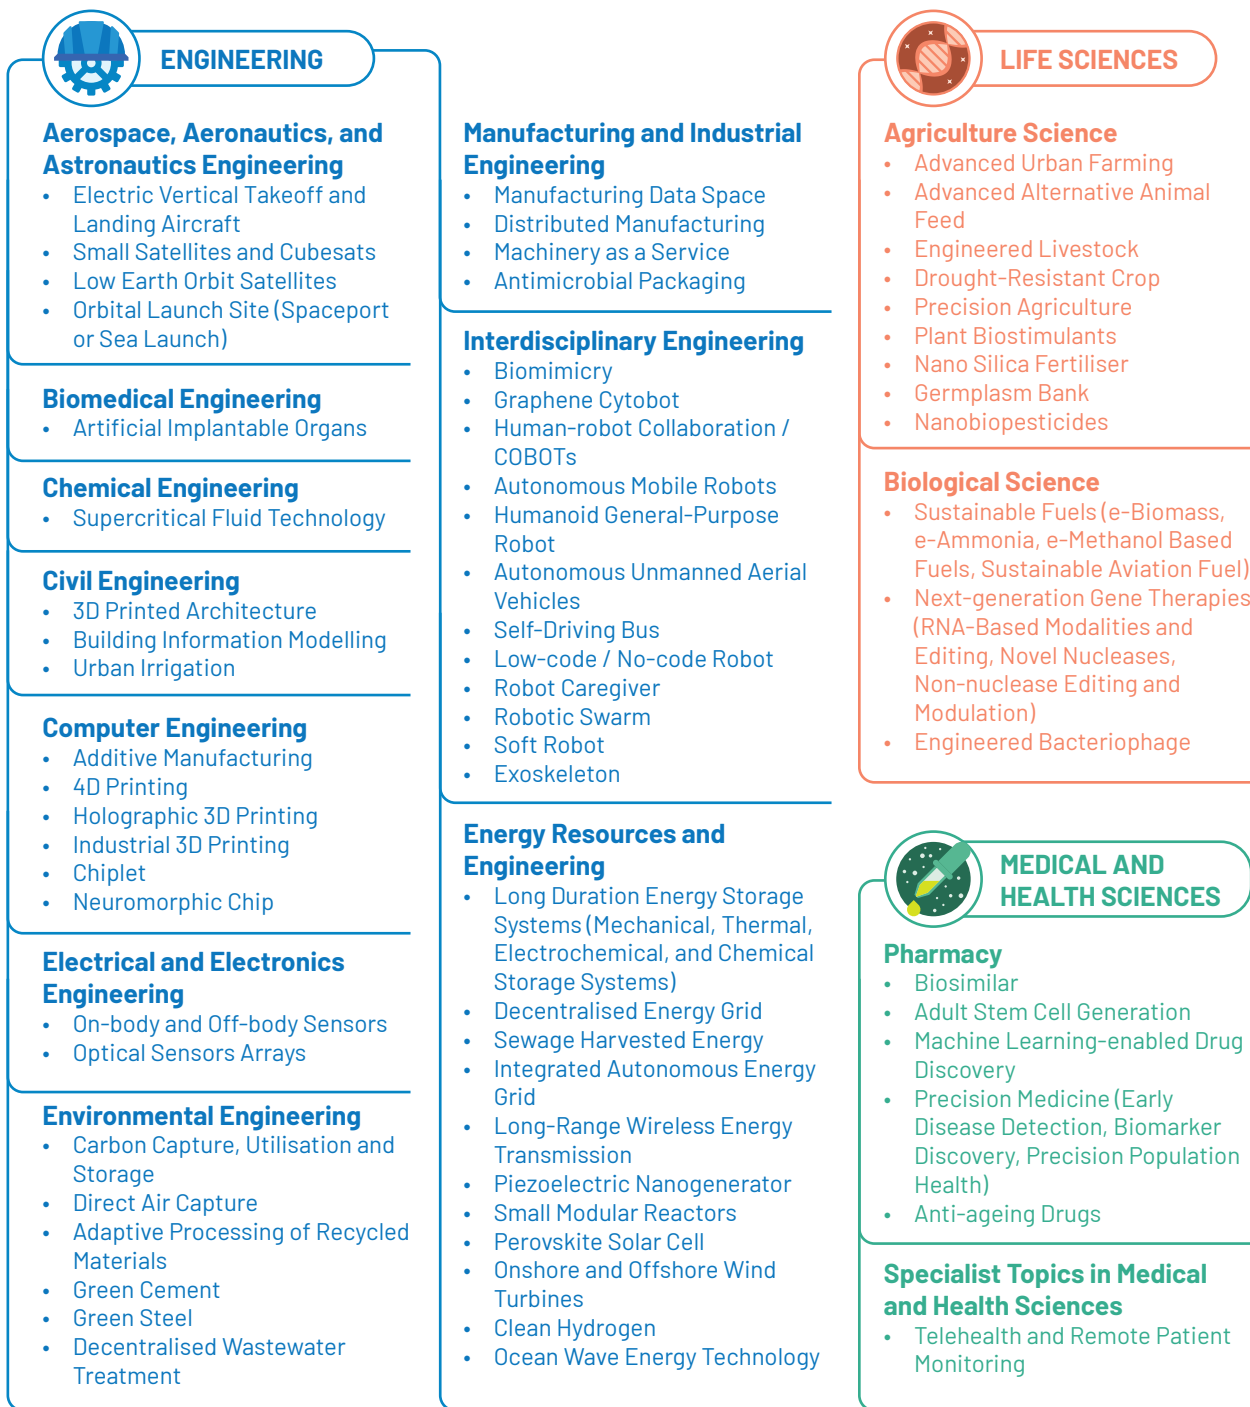 ENGINEERING
Aerospace, Aeronautics, and
Astronautics Engineering
• Electric Vertical Takeoff and
Landing Aircraft
• Small Satellites and Cubesats
• Low Earth Orbit Satellites
• Orbital Launch Site (Spaceport
or Sea Launch)
Biomedical Engineering
• Artificial Implantable Organs
Chemical Engineering
• Supercritical Fluid Technology
Civil Engineering
• 3D Printed Architecture
• Building Information Modelling
• Urban Irrigation
Computer Engineering
• Additive Manufacturing
• 4D Printing
• Holographic 3D Printing
• Industrial 3D Printing
• Chiplet
• Neuromorphic Chip
Electrical and Electronics
Engineering
• On-body and Off-body Sensors
• Optical Sensors Arrays
Environmental Engineering
• Carbon Capture, Utilisation and
Storage
• Direct Air Capture
• Adaptive Processing of Recycled
Materials
• Green Cement
• Green Steel
• Decentralised Wastewater
Treatment
Manufacturing and Industrial
Engineering
• Manufacturing Data Space
• Distributed Manufacturing
• Machinery as a Service
• Antimicrobial Packaging
Interdisciplinary Engineering
• Biomimicry
• Graphene Cytobot
• Human-robot Collaboration /
COBOTs
• Autonomous Mobile Robots
• Humanoid General-Purpose
Robot
• Autonomous Unmanned Aerial
Vehicles
• Self-Driving Bus
• Low-code / No-code Robot
• Robot Caregiver
• Robotic Swarm
• Soft Robot
• Exoskeleton
Energy Resources and
Engineering
• Long Duration Energy Storage
Systems (Mechanical, Thermal,
Electrochemical, and Chemical
Storage Systems)
• Decentralised Energy Grid
• Sewage Harvested Energy
• Integrated Autonomous Energy
Grid
• Long-Range Wireless Energy
Transmission
• Piezoelectric Nanogenerator
• Small Modular Reactors
• Perovskite Solar Cell
• Onshore and Offshore Wind
Turbines
• Clean Hydrogen
• Ocean Wave Energy Technology
LIFE SCIENCES
Agriculture Science
• Advanced Urban Farming
• Advanced Alternative Animal
Feed
• Engineered Livestock
• Drought-Resistant Crop
• Precision Agriculture
• Plant Biostimulants
• Nano Silica Fertiliser
• Germplasm Bank
• Nanobiopesticides
Biological Science
• Sustainable Fuels (e-Biomass,
e-Ammonia, e-Methanol Based
Fuels, Sustainable Aviation Fuel)
• Next-generation Gene Therapies
(RNA-Based Modalities and
Editing, Novel Nucleases,
Non-nuclease Editing and
Modulation)
• Engineered Bacteriophage
MEDICAL AND
HEALTH SCIENCES
Pharmacy
• Biosimilar
• Adult Stem Cell Generation
• Machine Learning-enabled Drug
Discovery
• Precision Medicine (Early
Disease Detection, Biomarker
Discovery, Precision Population
Health)
• Anti-ageing Drugs
Specialist Topics in Medical
and Health Sciences
• Telehealth and Remote Patient
Monitoring